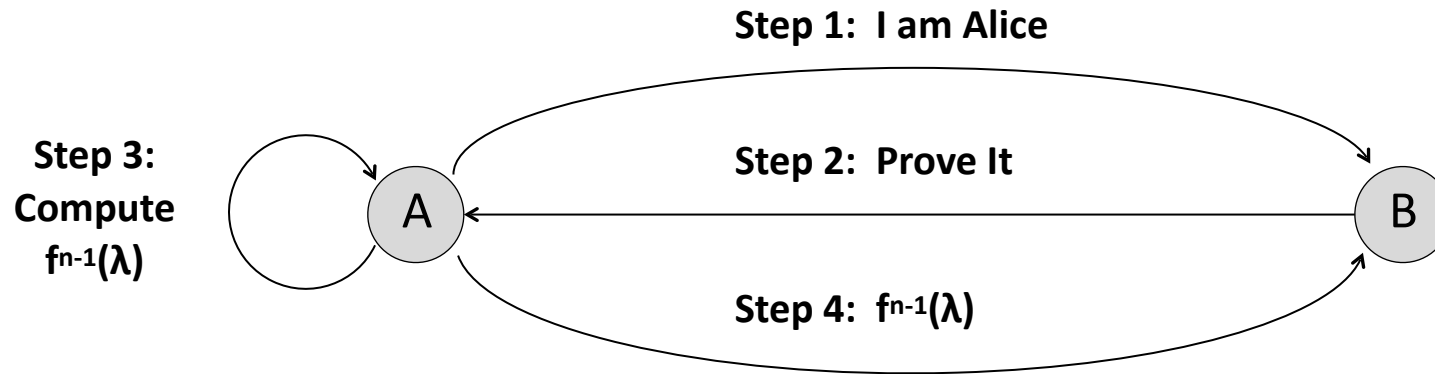 Step 1: I am Alice
Step 3:
Compute
fⁿ⁻¹(λ)
A
Step 2: Prove It
B
Step 4: fⁿ⁻¹(λ)